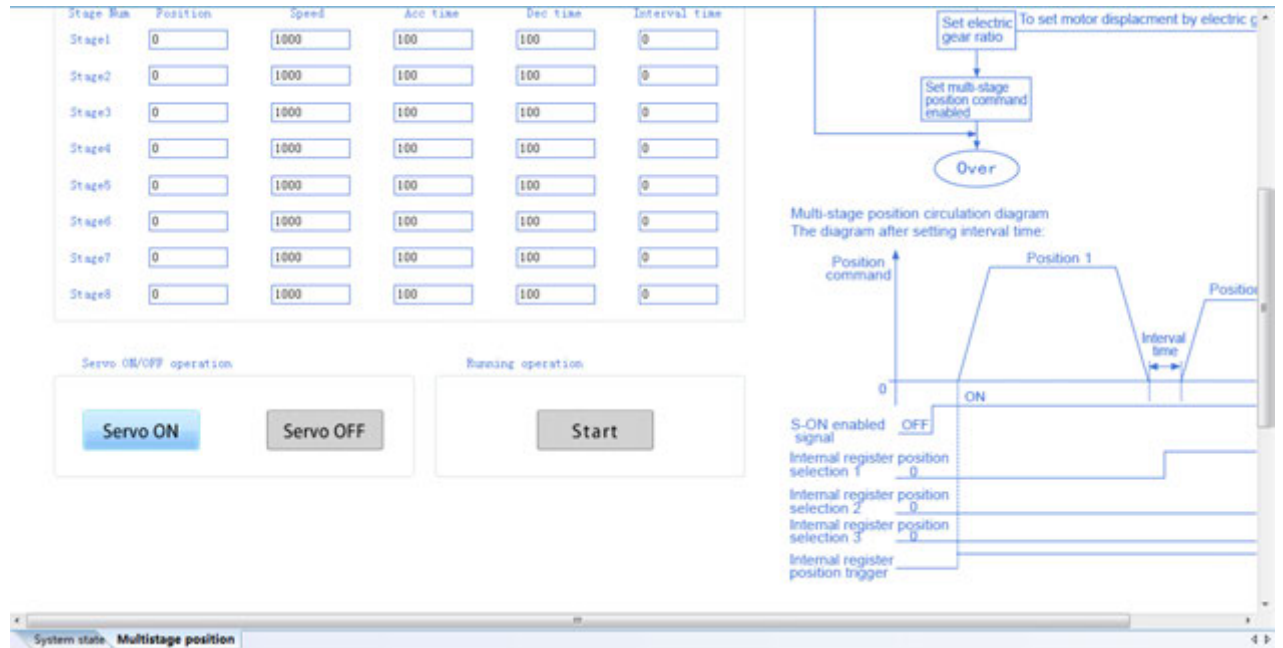 Stage Num Position Speed Acc time Dec time Interval time
Stage1 0 1000 100 100 0
Stage2 0 1000 100 100 0
Stage3 0 1000 100 100 0
Stage4 0 1000 100 100 0
Stage5 0 1000 100 100 0
Stage6 0 1000 100 100 0
Stage7 0 1000 100 100 0
Stage8 0 1000 100 100 0
Servo ON/OFF operation
Servo ON
Servo OFF
Running operation
Start
Set electric
gear ratio
To set motor displacment by electric g
Set multi-stage
position command
enabled
Over
Multi-stage position circulation diagram
The diagram after setting interval time:
Position
command
Position 1
Position
Interval
time
0
ON
S-ON enabled OFF
signal
Internal register position
selection 1 0
Internal register position
selection 2 0
Internal register position
selection 3 0
Internal register
position trigger
System state Multistage position